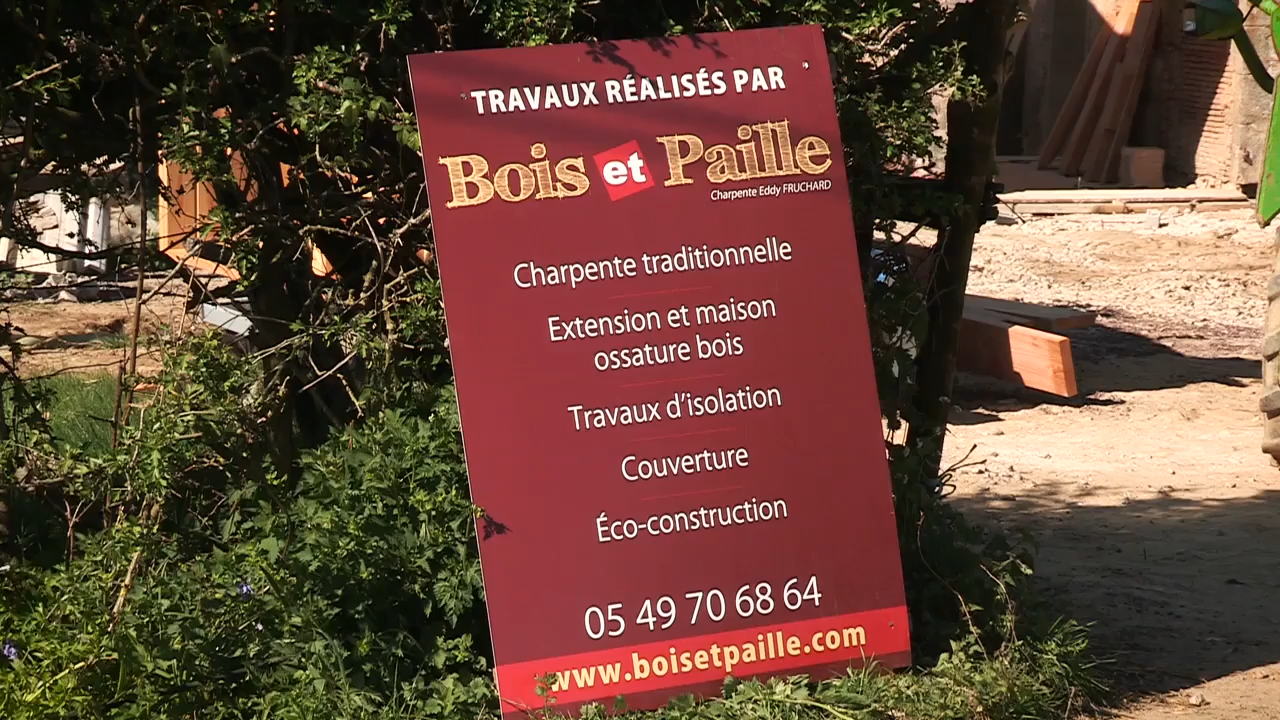 TRAVAUX RÉALISÉS PAR
Bois et Paille
Charpente Eddy FRUCHARD
Charpente traditionnelle
Extension et maison
ossature bois
Travaux d'isolation
Couverture
Éco-construction
05 49 70 68 64
www.boisetpaille.com